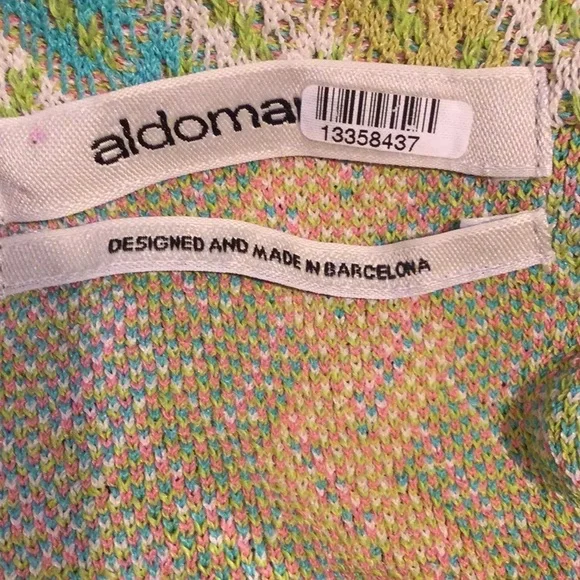 aldoma
13358437
DESIGNED AND MADE IN BARCELONA